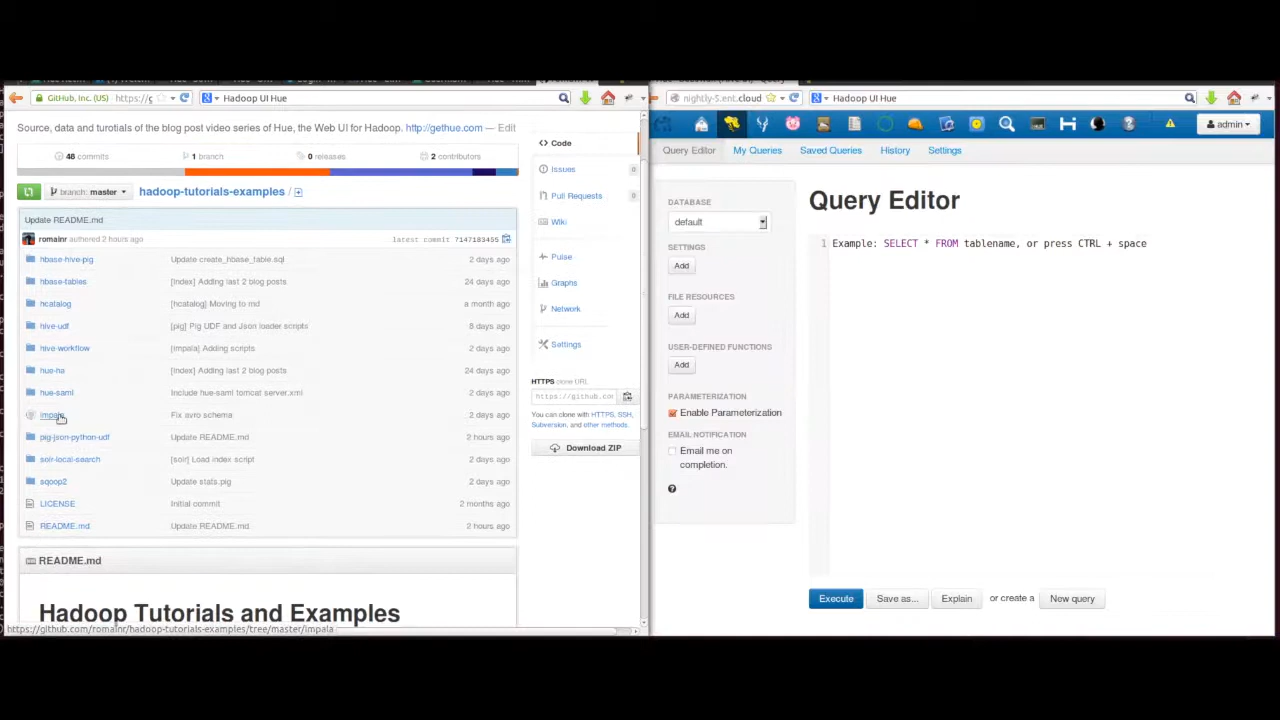 GitHub, Inc. (US)
https://g
Hadoop UI Hue
Source, data and turotials of the blog post video series of Hue, the Web UI for Hadoop. http://gethue.com — Edit
48 commits
1 branch
0 releases
2 contributors
branch: master
hadoop-tutorials-examples /
Update README.md
romainr authored 2 hours ago
latest commit 7147183455
hbase-hive-pig Update create_hbase_table.sql 2 days ago
hbase-tables [index] Adding last 2 blog posts 24 days ago
hcatalog [hcatalog] Moving to md a month ago
hive-udf [pig] Pig UDF and Json loader scripts 8 days ago
hive-workflow [impala] Adding scripts 2 days ago
hue-ha [index] Adding last 2 blog posts 24 days ago
hue-saml Include hue-saml tomcat server.xml 2 days ago
impala Fix avro schema 2 days ago
pig-json-python-udf Update README.md 2 hours ago
solr-local-search [solr] Load index script 2 days ago
sqoop2 Update stats.pig 2 days ago
LICENSE Initial commit 2 months ago
README.md Update README.md 2 hours ago
README.md
Hadoop Tutorials and Examples
https://github.com/romainr/hadoop-tutorials-examples/tree/master/impala
Code
Issues 0
Pull Requests 0
Wiki
Pulse
Graphs
Network
Settings
HTTPS clone URL
https://github.cor
You can clone with HTTPS, SSH,
Subversion, and other methods.
Download ZIP
nightly-5.ent.cloud
Hadoop UI Hue
admin
Query Editor My Queries Saved Queries History Settings
DATABASE
default
SETTINGS
Add
FILE RESOURCES
Add
USER-DEFINED FUNCTIONS
Add
PARAMETERIZATION
Enable Parameterization
EMAIL NOTIFICATION
Email me on
completion.
Query Editor
1 Example: SELECT * FROM tablename, or press CTRL + space
Execute Save as... Explain or create a New query